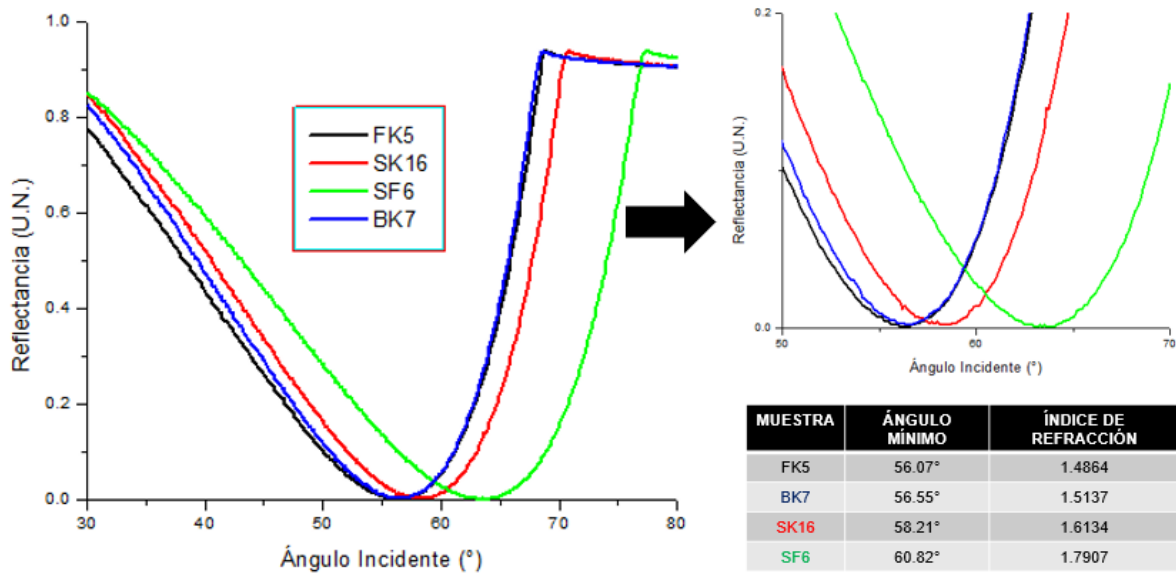 1.0
0.8
0.6
0.4
0.2
0.0
Reflectancia (U.N.)
FK5
SK16
SF6
BK7
30
40
50
60
70
80
Ángulo Incidente (°)
0.2
0.0
Reflectancia (U.N.)
50
60
70
Ángulo Incidente (°)
MUESTRA ÁNGULO MÍNIMO ÍNDICE DE REFRACCIÓN
FK5 56.07° 1.4864
BK7 56.55° 1.5137
SK16 58.21° 1.6134
SF6 60.82° 1.7907